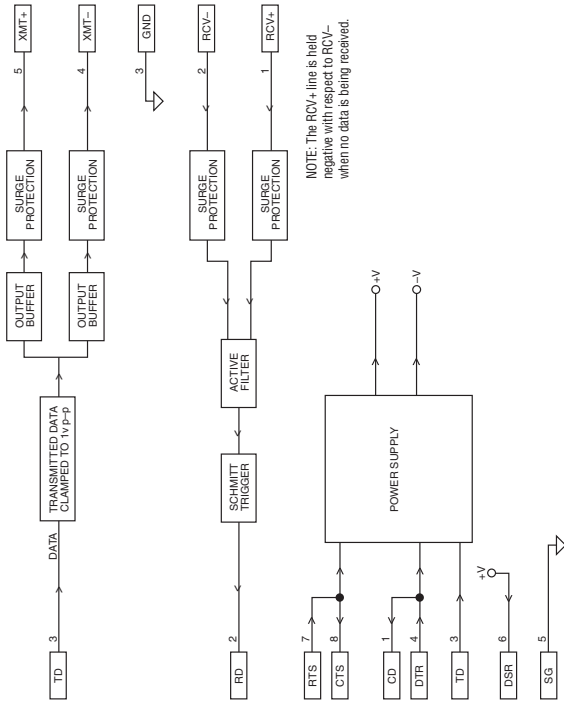 TD
3
DATA
TRANSMITTED DATA
CLAMPED TO 1v p–p
OUTPUT
BUFFER
SURGE
PROTECTION
5
XMT+
OUTPUT
BUFFER
SURGE
PROTECTION
4
XMT–
3
GND
RD
2
SCHMITT
TRIGGER
ACTIVE
FILTER
SURGE
PROTECTION
2
RCV–
SURGE
PROTECTION
1
RCV+
NOTE: The RCV+ line is held
negative with respect to RCV–
when no data is being received.
RTS
7
CTS
8
CD
1
DTR
4
TD
3
POWER SUPPLY
+V
–V
DSR
6
+V
SG
5